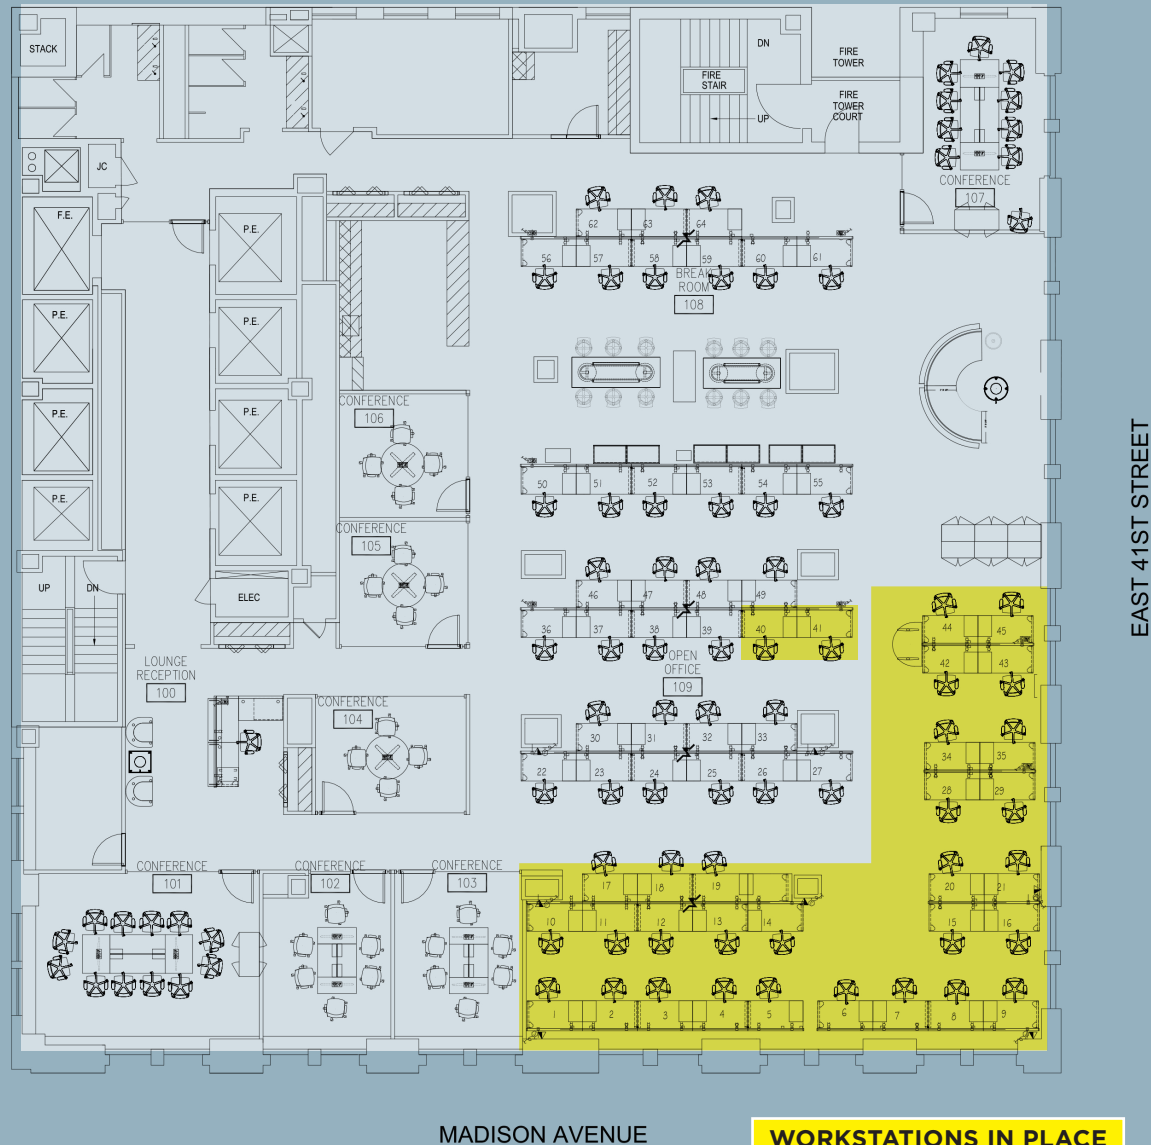 STACK
DN
FIRE
TOWER
FIRE
STAIR
FIRE
TOWER
COURT
UP
JC
CONFERENCE
107
F.E.
P.E.
62 63 64
56 57 58 59 60 61
BREAK
ROOM
108
P.E.
P.E.
CONFERENCE
106
P.E.
P.E.
50 51 52 53 54 55
P.E.
P.E.
CONFERENCE
105
UP
DN
ELEC
46 47 48 49
36 37 38 39 40 41
44 45
42 43
OPEN
OFFICE
109
LOUNGE
RECEPTION
100
CONFERENCE
104
30 31 32 33
22 23 24 25 26 27
34 35
28 29
CONFERENCE
101
CONFERENCE
102
CONFERENCE
103
17 18 19
20 21
10 11 12 13 14
15 16
1 2 3 4 5 6 7 8 9
EAST 41ST STREET
MADISON AVENUE
WORKSTATIONS IN PLACE